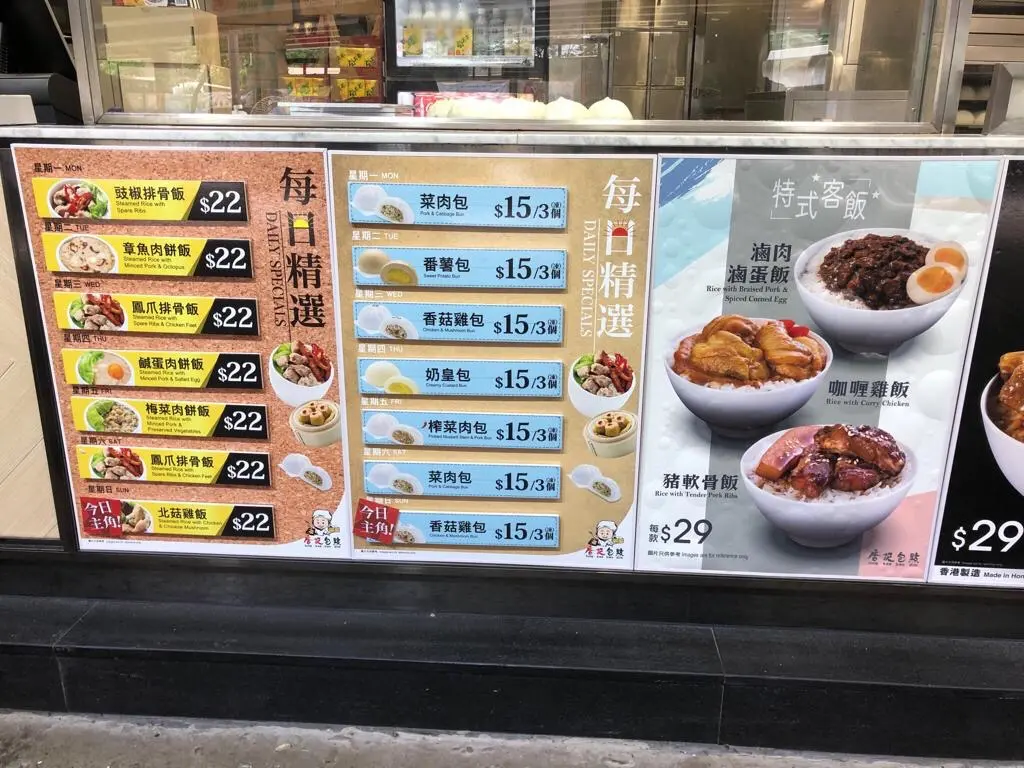 每日精選
DAILY SPECIALS
星期一 MON
豉椒排骨飯
Steamed Rice with
Spare Ribs
$22
星期二 TUE
章魚肉餅飯
Steamed Rice with
Minced Pork & Octopus
$22
星期三 WED
鳳爪排骨飯
Steamed Rice with
Spare Ribs & Chicken Feet
$22
星期四 THU
鹹蛋肉餅飯
Steamed Rice with
Minced Pork & Salted Egg
$22
星期五 FRI
梅菜肉餅飯
Steamed Rice with
Minced Pork &
Preserved Vegetables
$22
星期六 SAT
鳳爪排骨飯
Steamed Rice with
Spare Ribs & Chicken Feet
$22
星期日 SUN
北菇雞飯
Steamed Rice with Chicken
& Chinese Mushroom
$22
今日
主角!
每日精選
DAILY SPECIALS
星期一 MON
菜肉包
Pork & Cabbage Bun
$15/3個
星期二 TUE
番薯包
Sweet Potato Bun
$15/3個
星期三 WED
香菇雞包
Chicken & Mushroom Bun
$15/3個
星期四 THU
奶皇包
Creamy Custard Bun
$15/3個
星期五 FRI
榨菜肉包
Pickled Mustard Stem & Pork Bun
$15/3個
星期六 SAT
菜肉包
Pork & Cabbage Bun
$15/3個
SUN
香菇雞包
Chicken & Mushroom Bun
$15/3個
今日
主角!
特式客飯
滷肉
滷蛋飯
Rice with Braised Pork &
Spiced Corned Egg
咖喱雞飯
Rice with Curry Chicken
豬軟骨飯
Rice with Tender Pork Ribs
每款 $29
圖片只供參考 Images are for reference only
$29
香港製造 Made in Hon